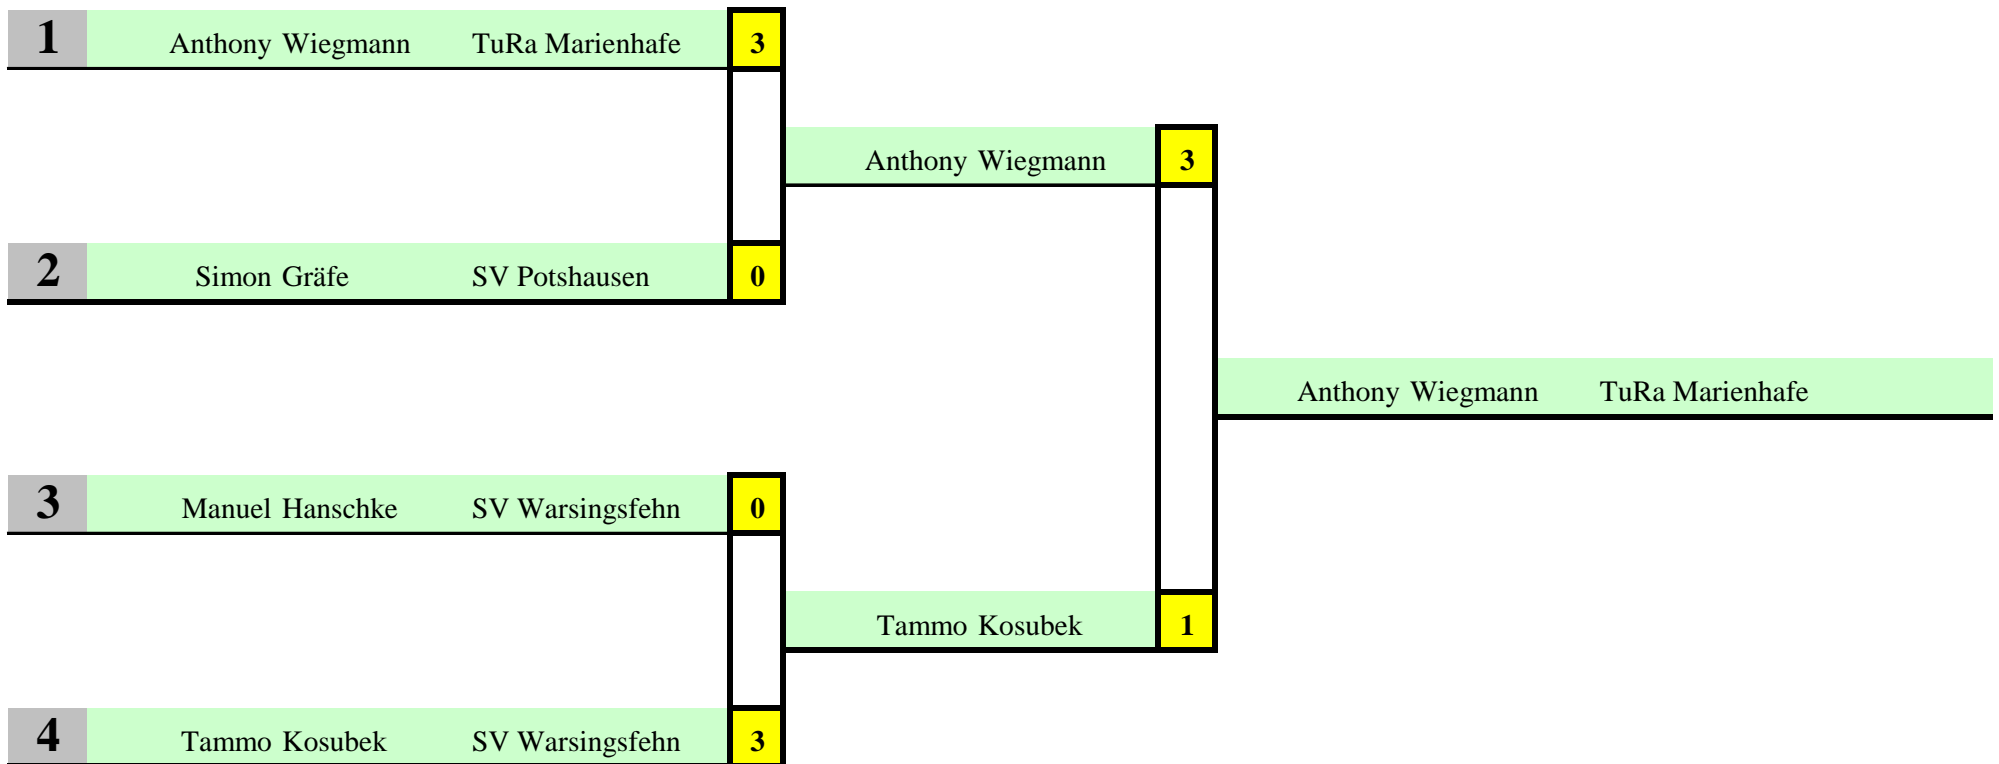 1 Anthony Wiegmann TuRa Marienhafe 3
Anthony Wiegmann 3
2 Simon Gräfe SV Potshausen 0
Anthony Wiegmann TuRa Marienhafe
3 Manuel Hanschke SV Warsingsfehn 0
Tammo Kosubek 1
4 Tammo Kosubek SV Warsingsfehn 3